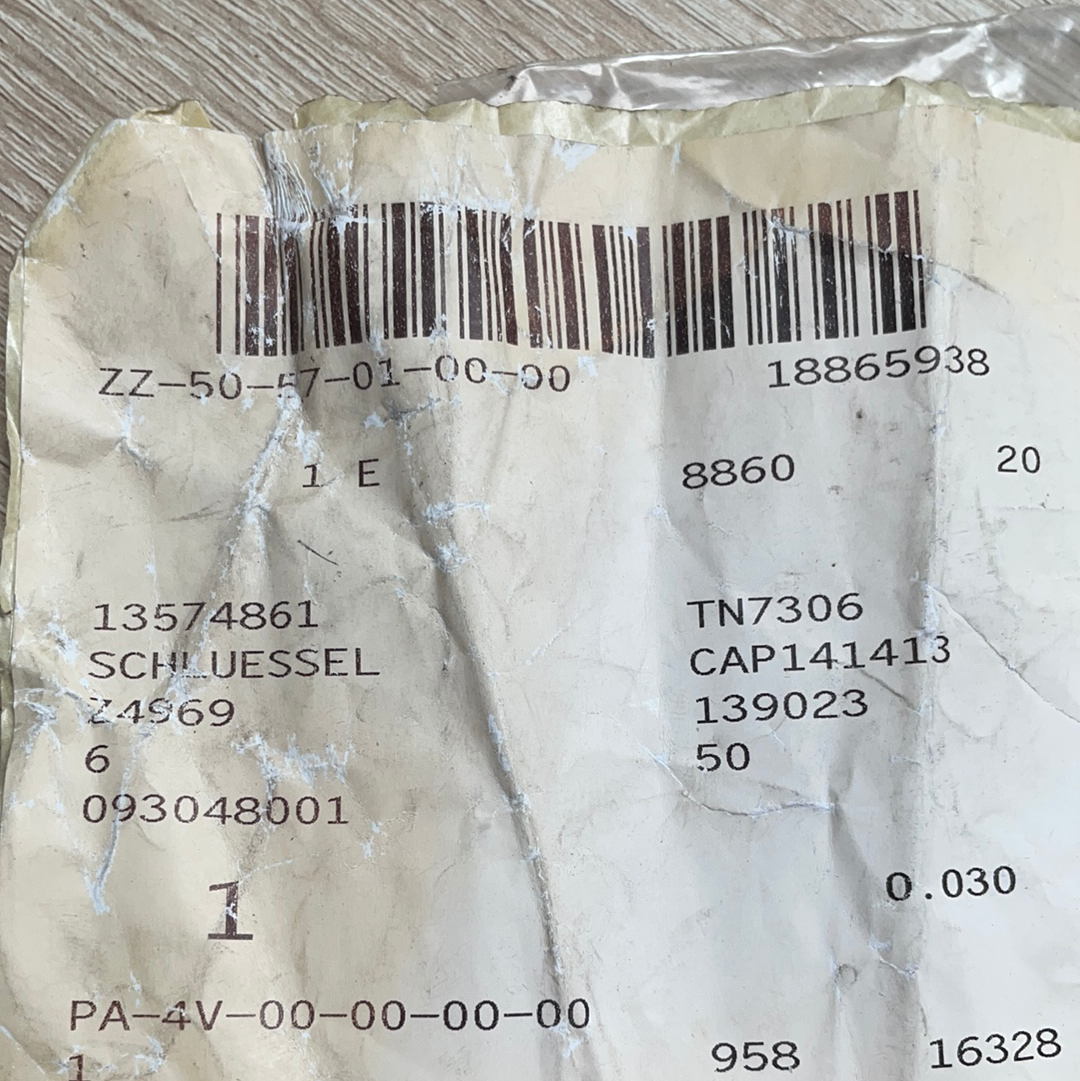 ZZ-50-57-01-00-00 18865938
1 E 8860 20
13574861 TN7306
SCHLUESSEL CAP141413
Z4969 139023
6 50
093048001
1 0.030
PA-4V-00-00-00-00
1 958 16328